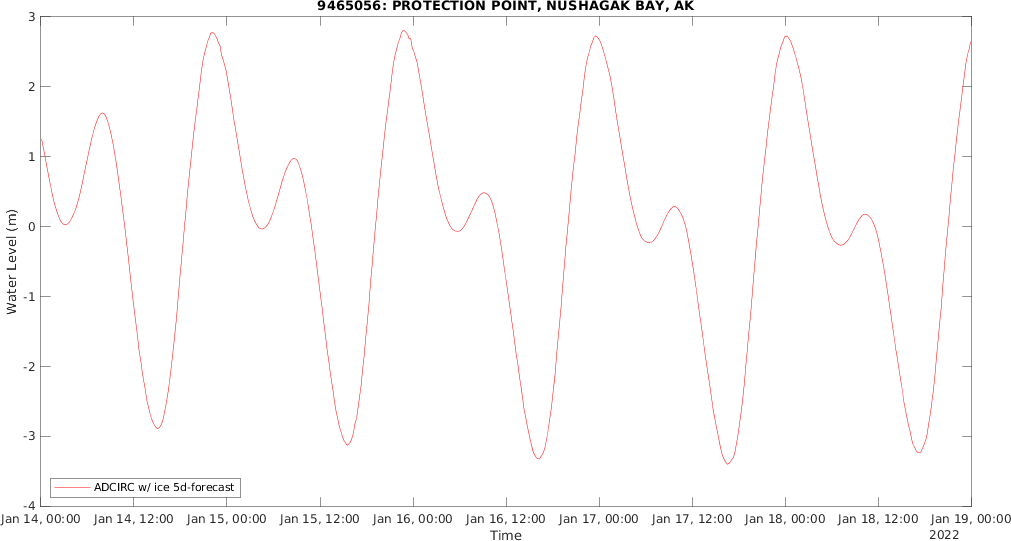 9465056: PROTECTION POINT, NUSHAGAK BAY, AK
Water Level (m)
3
2
1
0
-1
-2
-3
-4
ADCIRC w/ ice 5d-forecast
Jan 14, 00:00 Jan 14, 12:00 Jan 15, 00:00 Jan 15, 12:00 Jan 16, 00:00 Jan 16, 12:00 Jan 17, 00:00 Jan 17, 12:00 Jan 18, 00:00 Jan 18, 12:00 Jan 19, 00:00
Time
2022